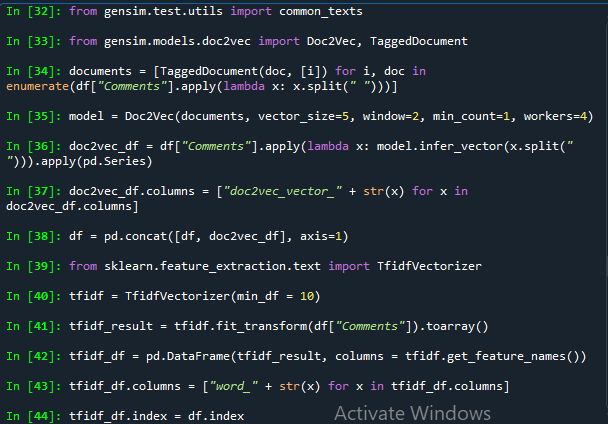 In [32]: from gensim.test.utils import common_texts
In [33]: from gensim.models.doc2vec import Doc2Vec, TaggedDocument
In [34]: documents = [TaggedDocument(doc, [i]) for i, doc in
enumerate(df["Comments"].apply(lambda x: x.split(" ")))]
In [35]: model = Doc2Vec(documents, vector_size=5, window=2, min_count=1, workers=4)
In [36]: doc2vec_df = df["Comments"].apply(lambda x: model.infer_vector(x.split("
"))).apply(pd.Series)
In [37]: doc2vec_df.columns = ["doc2vec_vector_" + str(x) for x in
doc2vec_df.columns]
In [38]: df = pd.concat([df, doc2vec_df], axis=1)
In [39]: from sklearn.feature_extraction.text import TfidfVectorizer
In [40]: tfidf = TfidfVectorizer(min_df = 10)
In [41]: tfidf_result = tfidf.fit_transform(df["Comments"]).toarray()
In [42]: tfidf_df = pd.DataFrame(tfidf_result, columns = tfidf.get_feature_names())
In [43]: tfidf_df.columns = ["word_" + str(x) for x in tfidf_df.columns]
In [44]: tfidf_df.index = df.index
Activate Windows